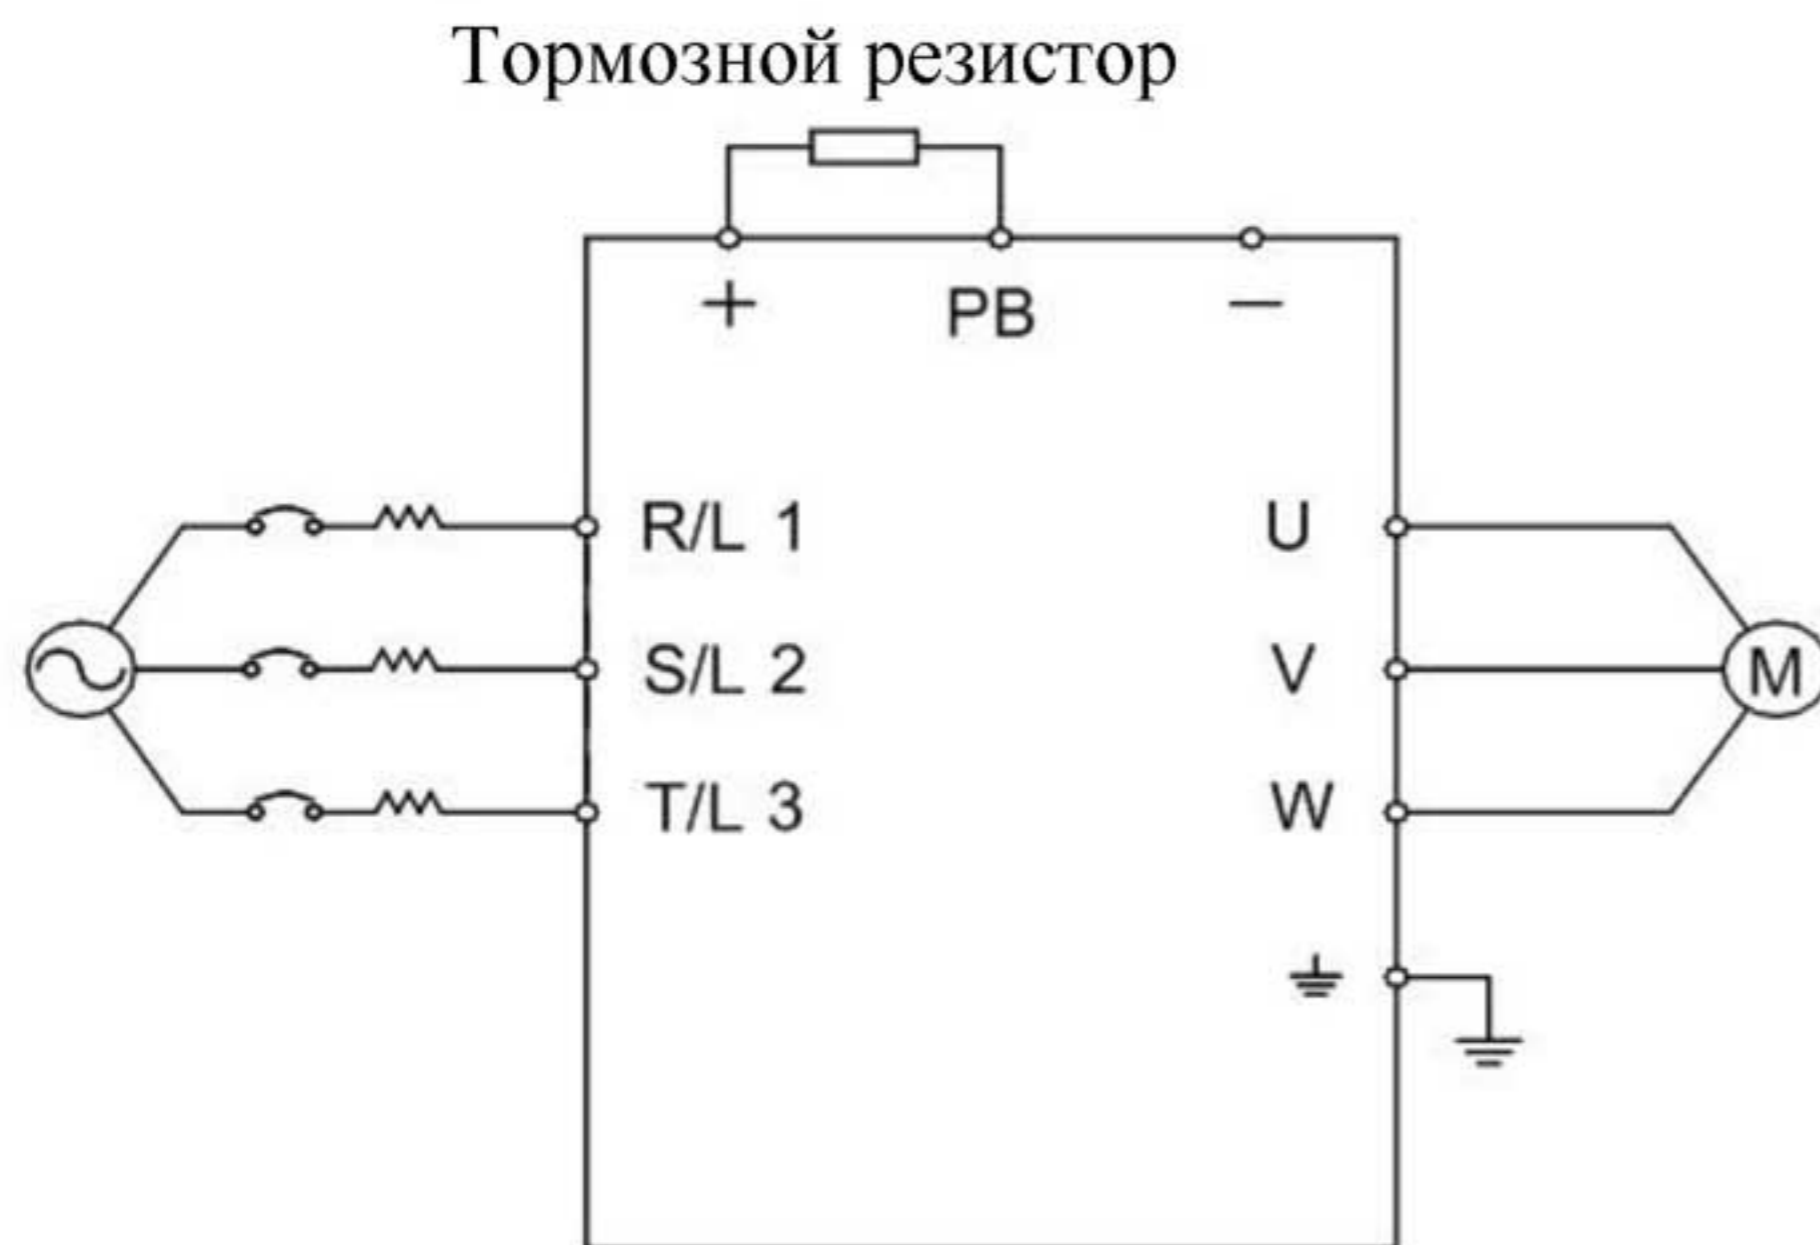 Тормозной резистор
+ PB —
R/L 1 U
S/L 2 V M
T/L 3 W